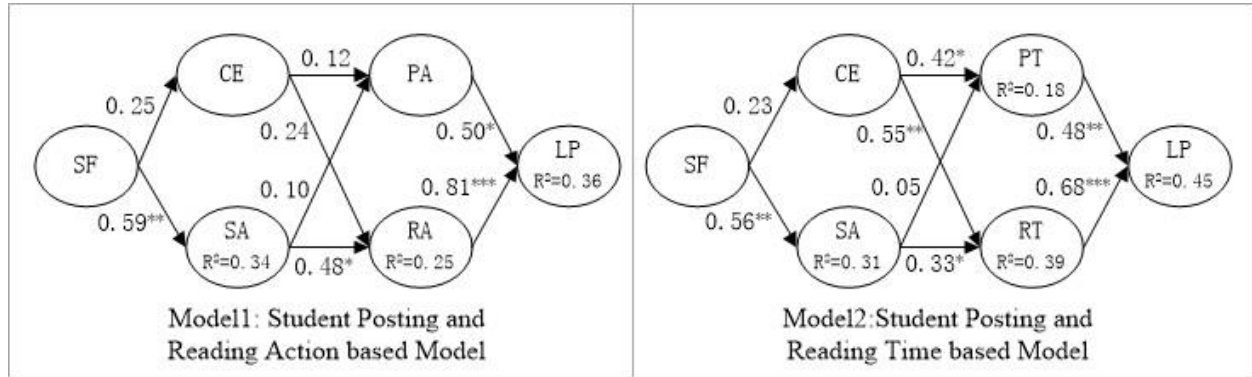 0.12
CE
PA
0.25
0.24
0.50*
SF
LP
R²=0.36
0.10
0.81***
0.59**
SA
R²=0.34
RA
R²=0.25
0.48*
Model1: Student Posting and
Reading Action based Model
0.42*
CE
PT
R²=0.18
0.23
0.55**
0.48**
SF
LP
R²=0.45
0.05
0.68***
0.56**
SA
R²=0.31
RT
R²=0.39
0.33*
Model2:Student Posting and
Reading Time based Model